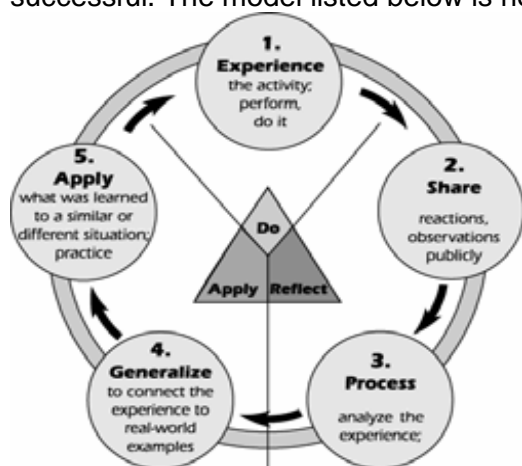 successful. The model listed below is
1.
Experience
the activity;
perform,
do it
2.
Share
reactions,
observations
publicly
3.
Process
analyze the
experience;
4.
Generalize
to connect the
experience to
real-world
examples
5.
Apply
what was learned
to a similar or
different situation;
practice
Do
Apply Reflect